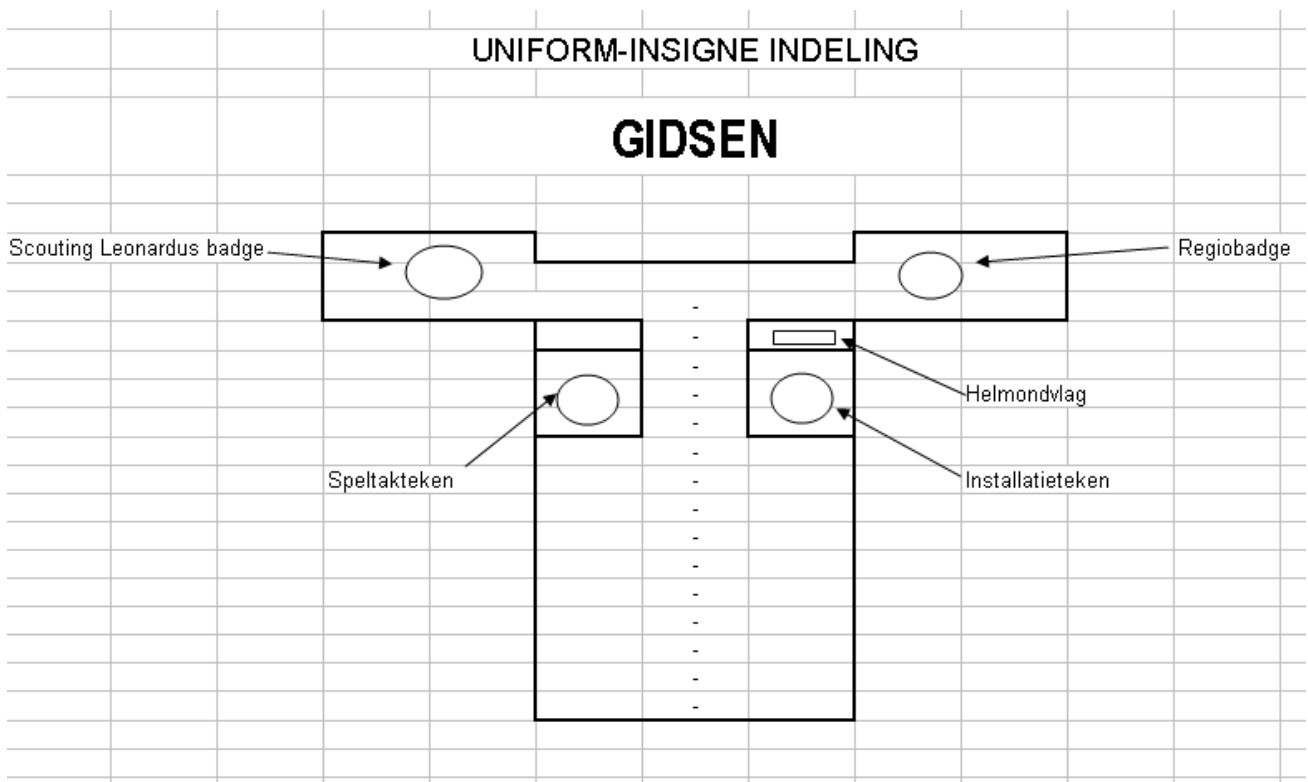 UNIFORM-INSIGNE INDELING
GIDSEN
Scouting Leonardus badge
Regiobadge
Helmondvlag
Speltakteken
Installatieteken